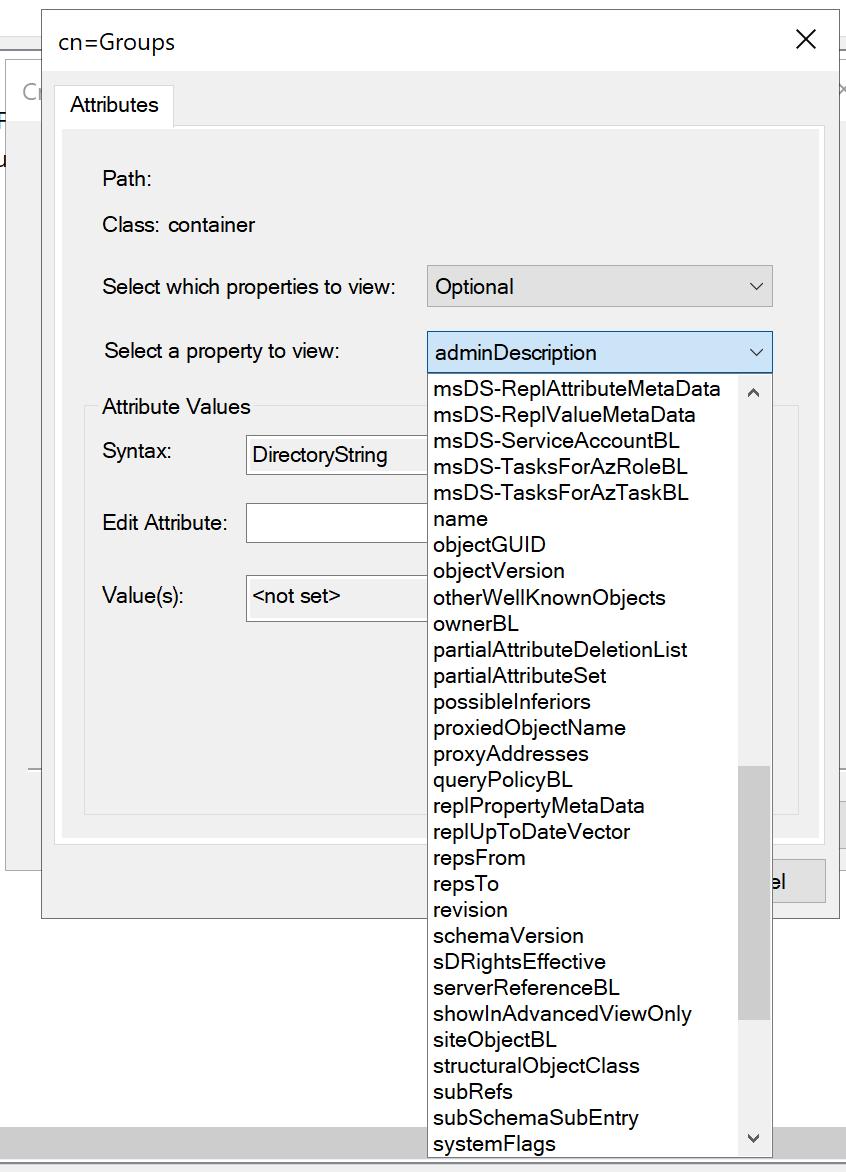 cn=Groups
Attributes
Path:
Class: container
Select which properties to view: Optional
Select a property to view: adminDescription
Attribute Values
Syntax: DirectoryString
Edit Attribute:
Value(s): <not set>
msDS-ReplAttributeMetaData
msDS-ReplValueMetaData
msDS-ServiceAccountBL
msDS-TasksForAzRoleBL
msDS-TasksForAzTaskBL
name
objectGUID
objectVersion
otherWellKnownObjects
ownerBL
partialAttributeDeletionList
partialAttributeSet
possibleInferiors
proxiedObjectName
proxyAddresses
queryPolicyBL
replPropertyMetaData
replUpToDateVector
repsFrom
repsTo
revision
schemaVersion
sDRightsEffective
serverReferenceBL
showInAdvancedViewOnly
siteObjectBL
structuralObjectClass
subRefs
subSchemaSubEntry
systemFlags